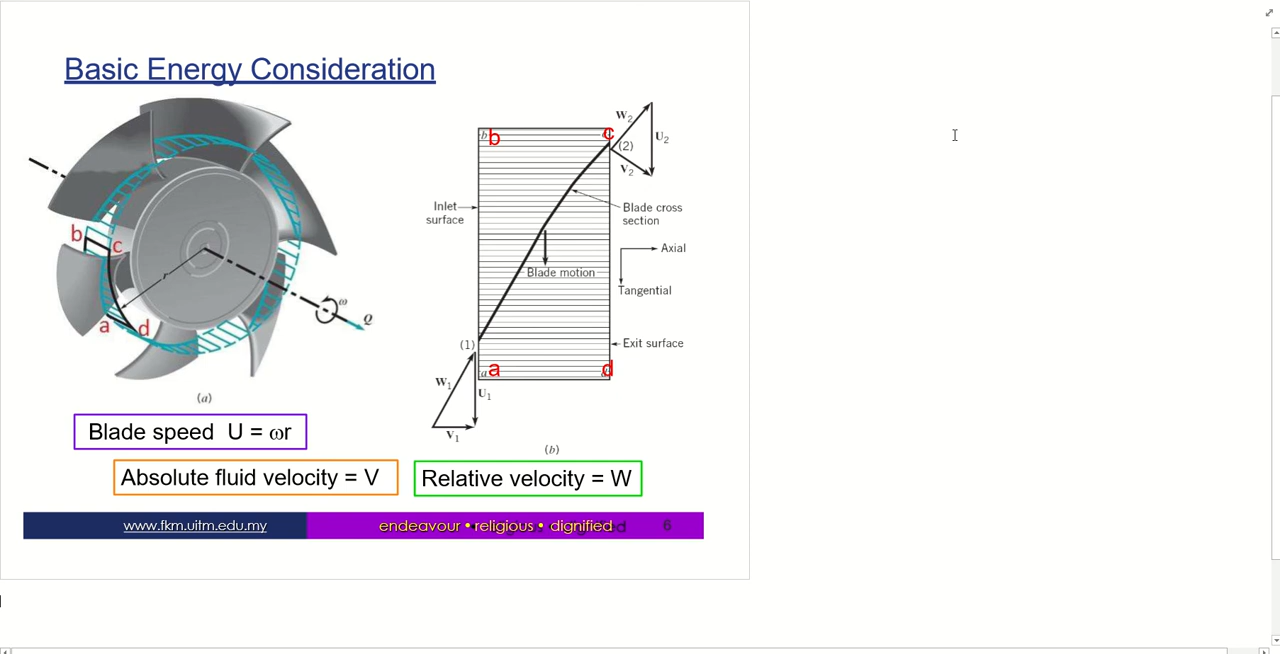 Basic Energy Consideration
b
c
a
d
r
ω
Q
(a)
b b
c
W₂
U₂
(2)
V₂
Inlet
surface
Blade cross
section
Axial
Blade motion
Tangential
(1)
Exit surface
a a
d
W₁
U₁
V₁
(b)
Blade speed U = ωr
Absolute fluid velocity = V
Relative velocity = W
www.fkm.uitm.edu.my
endeavour • religious • dignified
6